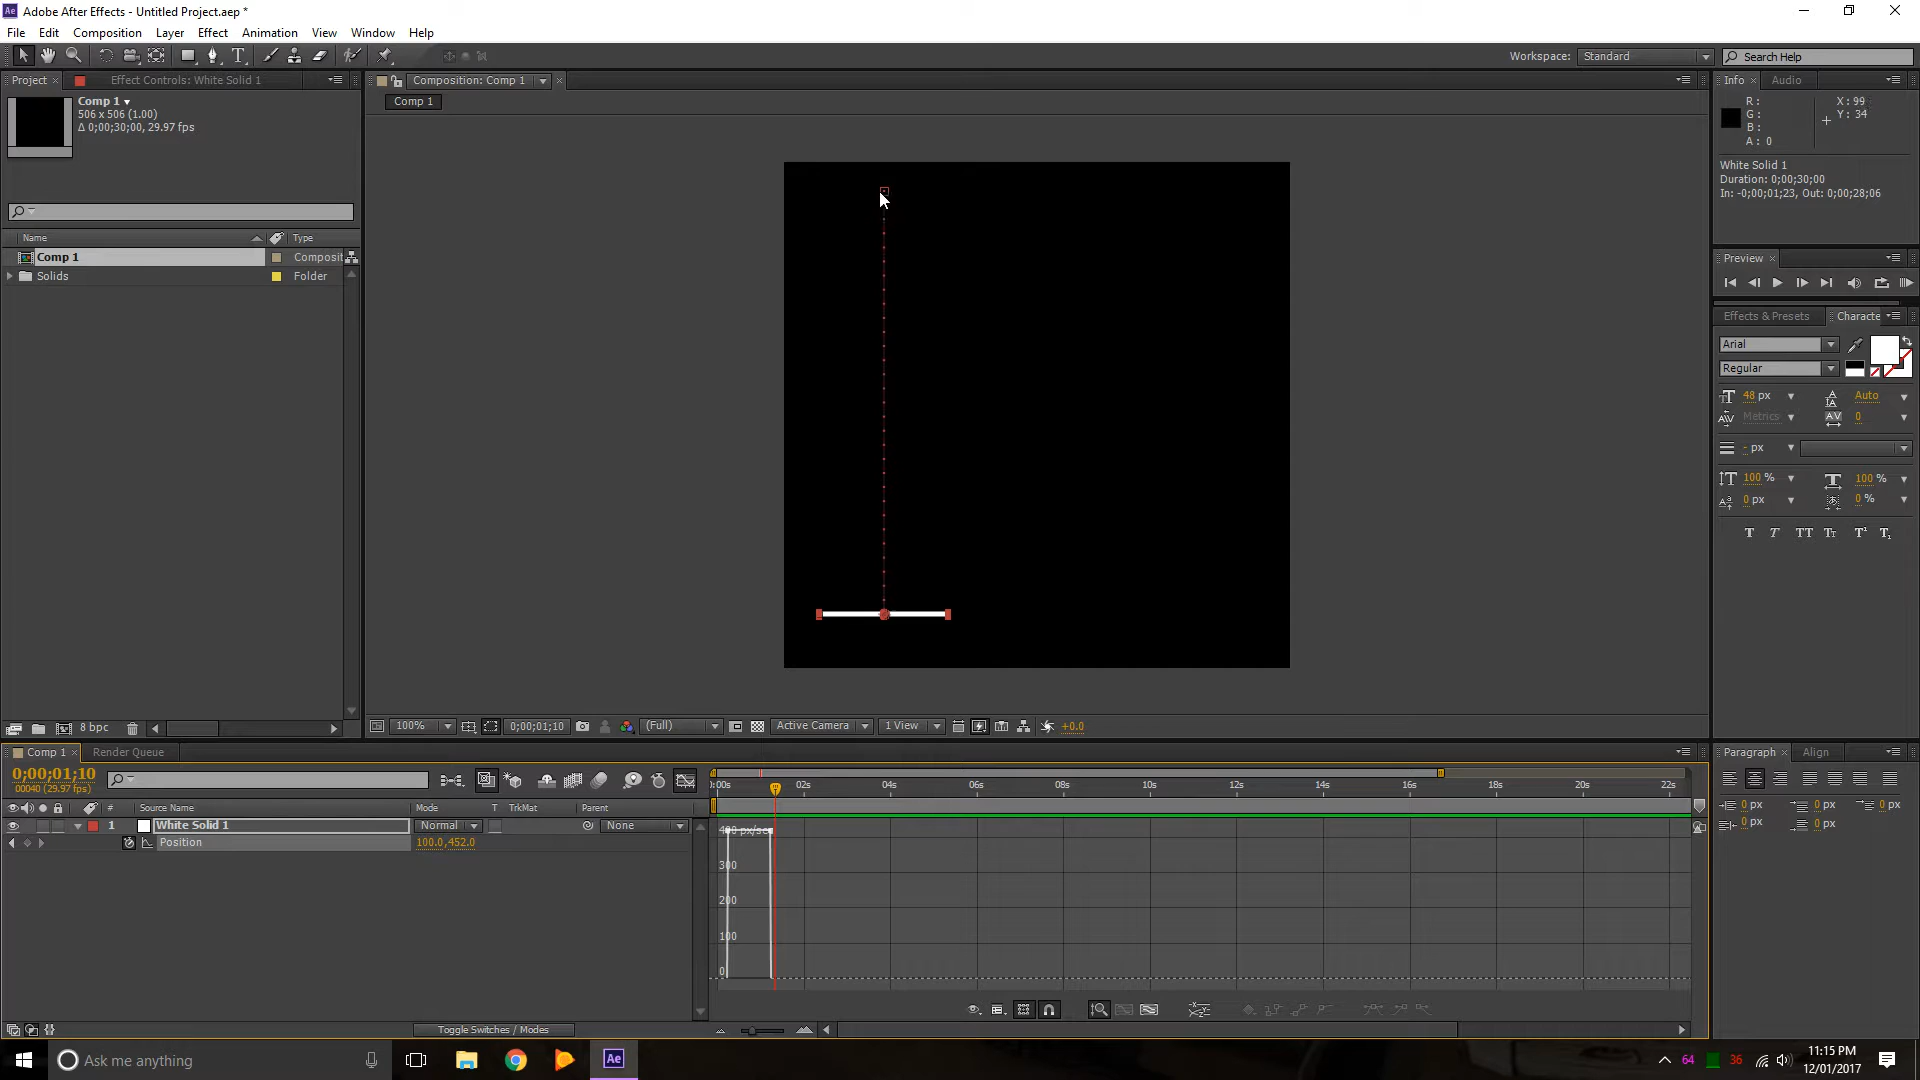 Adobe After Effects - Untitled Project.aep *
File Edit Composition Layer Effect Animation View Window Help
Workspace: Standard
Search Help
Project
Effect Controls: White Solid 1
Composition: Comp 1
Info
Audio
Comp 1
506 x 506 (1.00)
Δ 0;00;30;00, 29.97 fps
Comp 1
R :
G :
B :
A : 0
X : 99
Y : 34
White Solid 1
Duration: 0;00;30;00
In: -0;00;01;23, Out: 0;00;28;06
Name
Type
Comp 1
Composit
Solids
Folder
Preview
Effects & Presets
Characte
Arial
Regular
48 px
Auto
Metrics
0
- px
100 %
100 %
0 px
0 %
T T TT Tt T¹ T₁
8 bpc
100%
0;00;01;10
(Full)
Active Camera
1 View
+0.0
Comp 1
Render Queue
Paragraph
Align
0;00;01;10
00040 (29.97 fps)
:00s 02s 04s 06s 08s 10s 12s 14s 16s 18s 20s 22s
# Source Name Mode T TrkMat Parent
1 White Solid 1 Normal None
Position 100.0,452.0
400 px/sec
300
200
100
0
0 px 0 px 0 px
0 px 0 px
Toggle Switches / Modes
Ask me anything
Ae
64
36
11:15 PM
12/01/2017